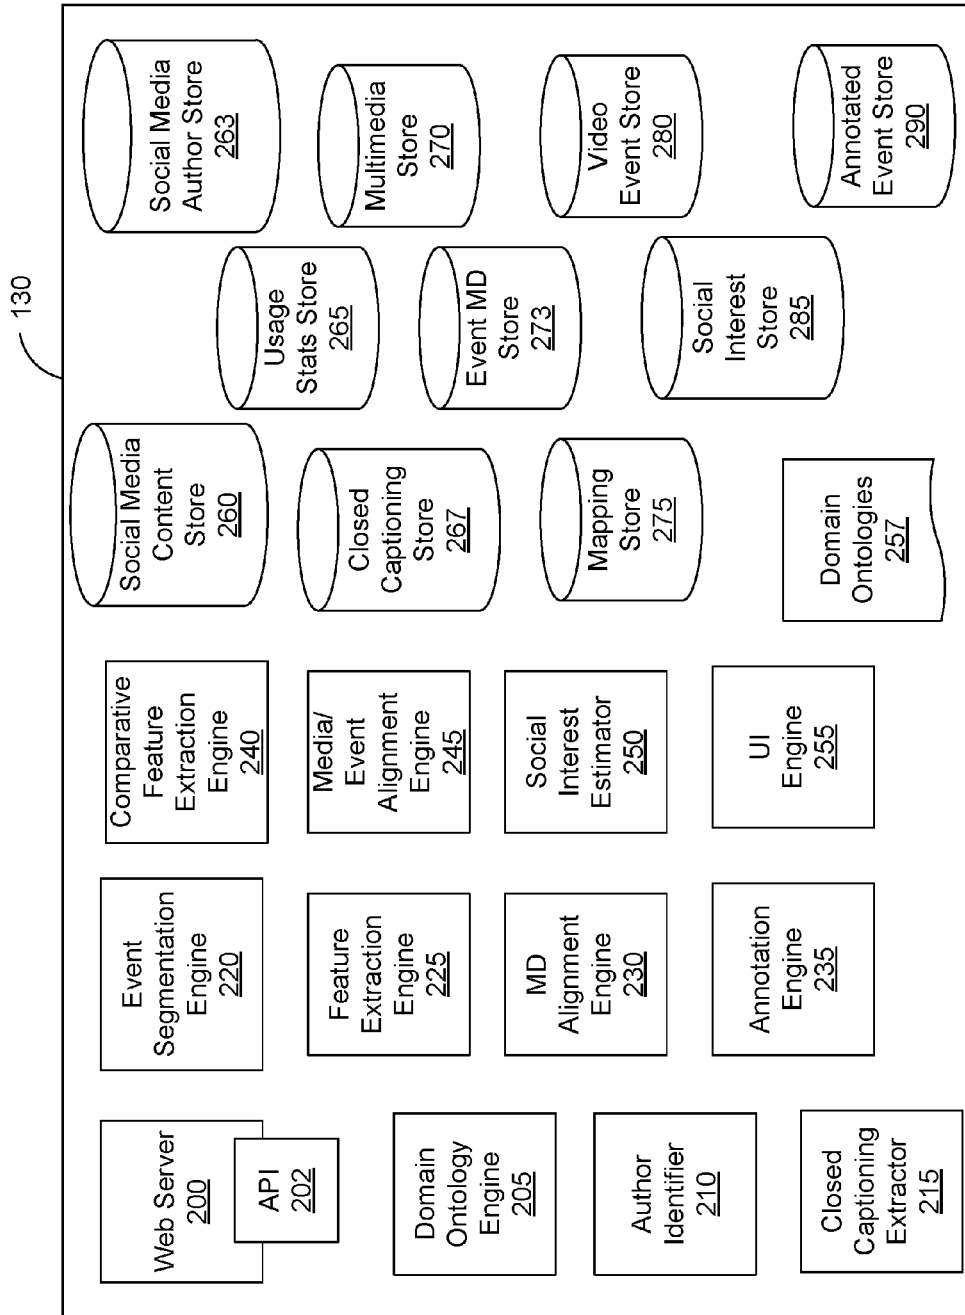 130
Web Server
200
API
202
Domain
Ontology
Engine
205
Author
Identifier
210
Closed
Captioning
Extractor
215
Event
Segmentation
Engine
220
Feature
Extraction
Engine
225
MD
Alignment
Engine
230
Annotation
Engine
235
Comparative
Feature
Extraction
Engine
240
Media/
Event
Alignment
Engine
245
Social
Interest
Estimator
250
UI
Engine
255
Social Media
Content
Store
260
Closed
Captioning
Store
267
Mapping
Store
275
Domain
Ontologies
257
Usage
Stats Store
265
Event MD
Store
273
Social
Interest
Store
285
Social Media
Author Store
263
Multimedia
Store
270
Video
Event Store
280
Annotated
Event Store
290